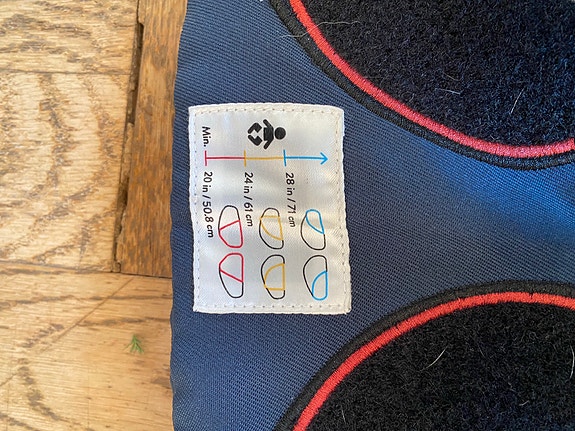 28 in / 71 cm
24 in / 61 cm
Min. 20 in / 50.8 cm